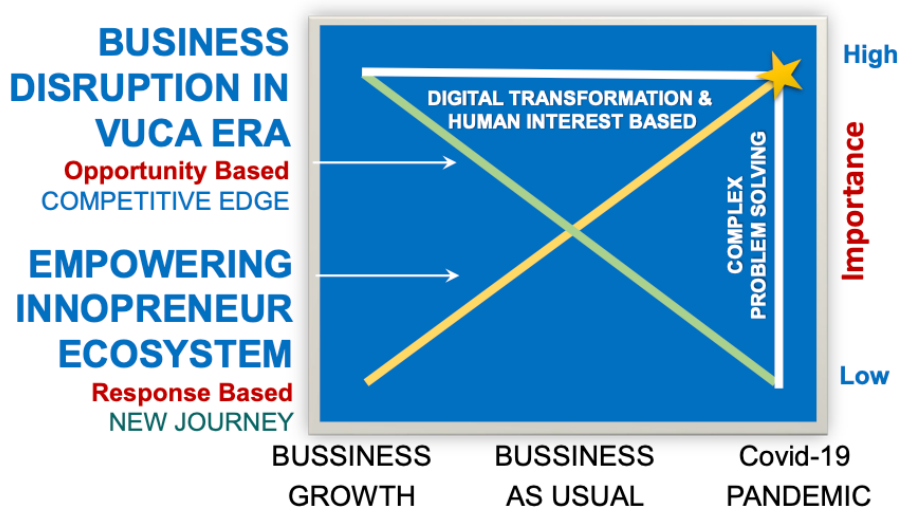 BUSINESS
DISRUPTION IN
VUCA ERA
Opportunity Based
COMPETITIVE EDGE
EMPOWERING
INNOPRENEUR
ECOSYSTEM
Response Based
NEW JOURNEY
DIGITAL TRANSFORMATION &
HUMAN INTEREST BASED
COMPLEX
PROBLEM SOLVING
High
Importance
Low
BUSSINESS
GROWTH
BUSSINESS
AS USUAL
Covid-19
PANDEMIC